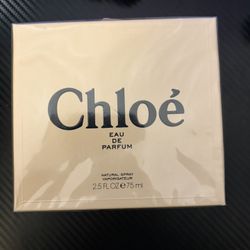 Chloé
EAU
DE
PARFUM
NATURAL SPRAY
VAPORISATEUR
2.5 FL OZ ℮ 75 ml